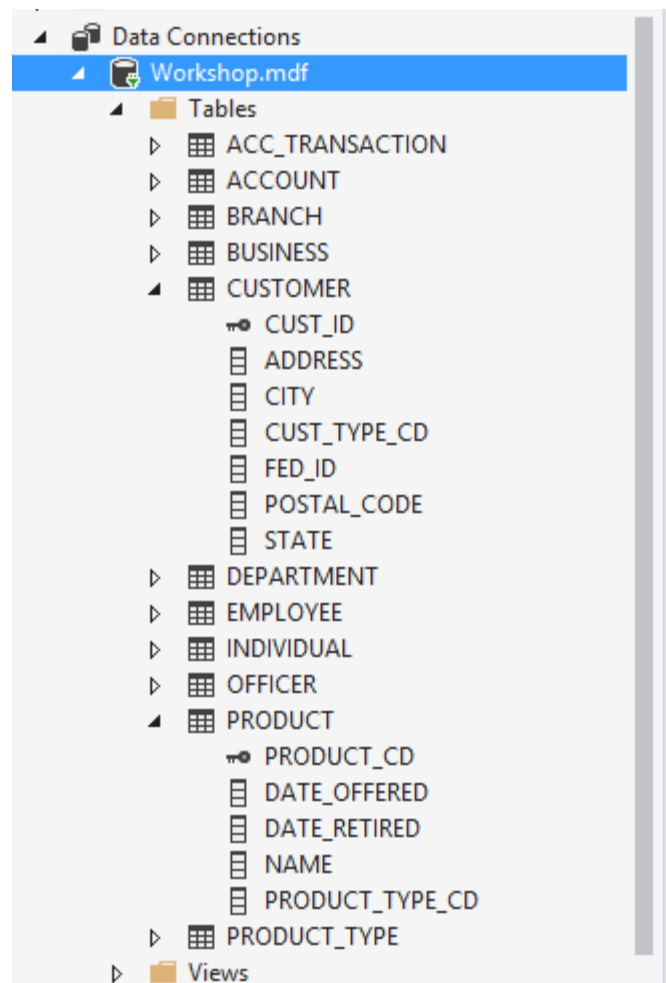 Data Connections
Workshop.mdf
Tables
ACC_TRANSACTION
ACCOUNT
BRANCH
BUSINESS
CUSTOMER
CUST_ID
ADDRESS
CITY
CUST_TYPE_CD
FED_ID
POSTAL_CODE
STATE
DEPARTMENT
EMPLOYEE
INDIVIDUAL
OFFICER
PRODUCT
PRODUCT_CD
DATE_OFFERED
DATE_RETIRED
NAME
PRODUCT_TYPE_CD
PRODUCT_TYPE
Views